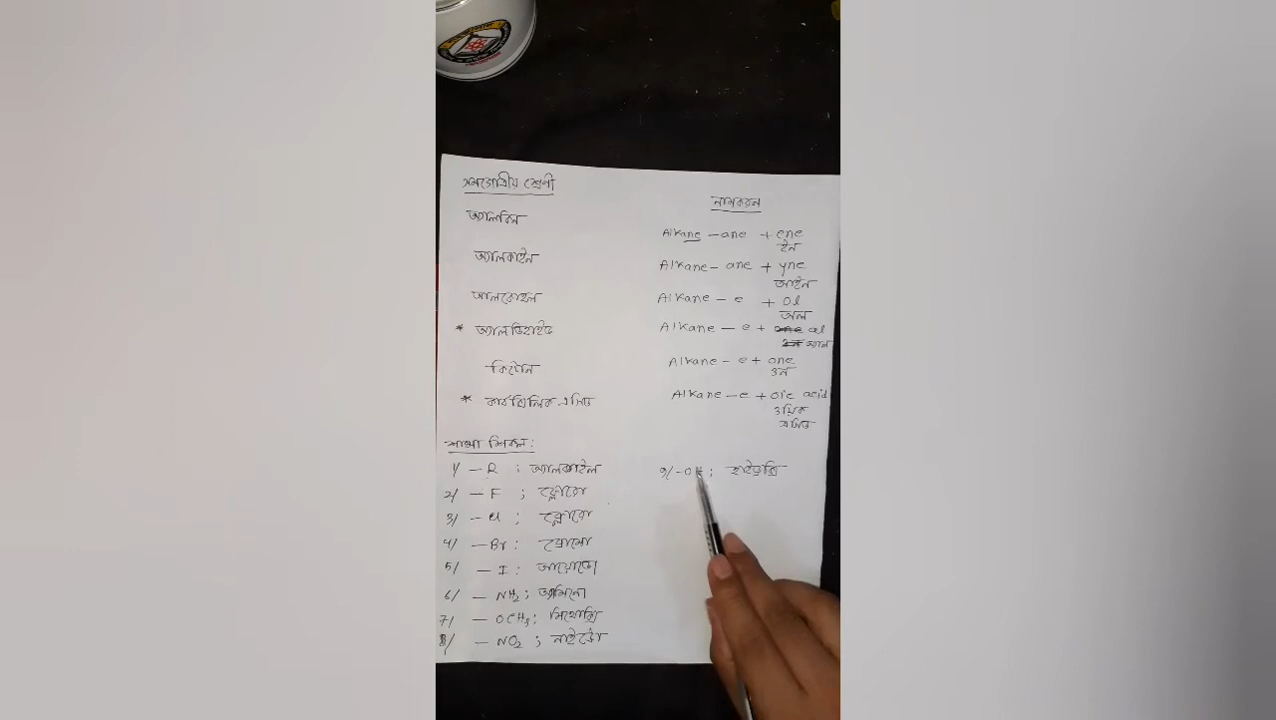 সমগোত্রীয় শ্রেণী
নামকরন
অ্যালকিন
Alkane – ane + ene
ইন
অ্যালকাইন
Alkane – ane + yne
আইন
অ্যালকোহল
Alkane – e + ol
অল
* অ্যালডিহাইড
Alkane – e + al
অ্যাল
কিটোন
Alkane – e + one
ওন
* কার্বক্সিলিক এসিড
Alkane – e + oic acid
ওয়িক
এসিড
শাখা শিকল:
1/ – R : অ্যালকাইল
2/ – F ; ফ্লোরো
3/ – Cl ; ক্লোরো
4/ – Br : ব্রোমো
5/ – I : আয়োডো
6/ – NH₂ ; অ্যামিনো
7/ – OCH₃ ; মিথোক্সি
8/ – NO₂ ; নাইট্রো
9/ – OH ; হাইড্রক্সি